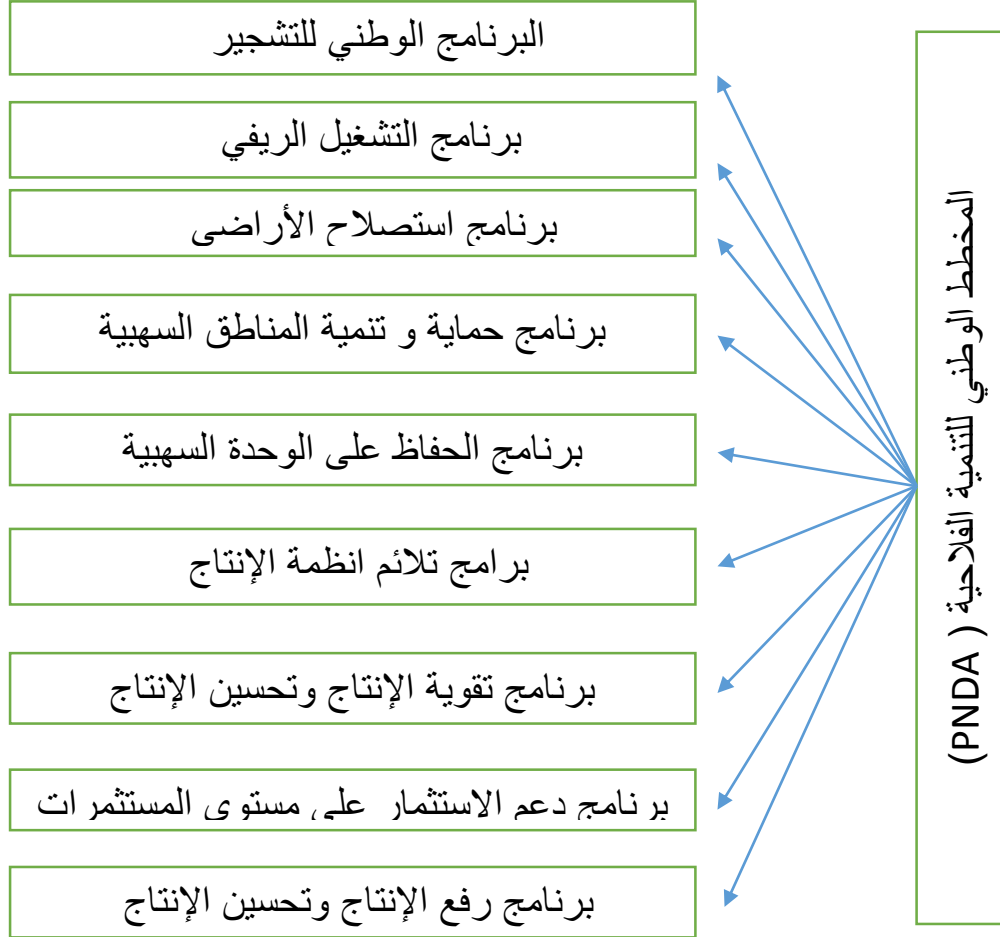 المخطط الوطني للتنمية الفلاحية ( PNDA)
البرنامج الوطني للتشجير
برنامج التشغيل الريفي
برنامج استصلاح الأراضي
برنامج حماية و تنمية المناطق السهبية
برنامج الحفاظ على الوحدة السهبية
برامج تلائم انظمة الإنتاج
برنامج تقوية الإنتاج وتحسين الإنتاج
برنامج دعم الاستثمار على مستوى المستثمرات
برنامج رفع الإنتاج وتحسين الإنتاج